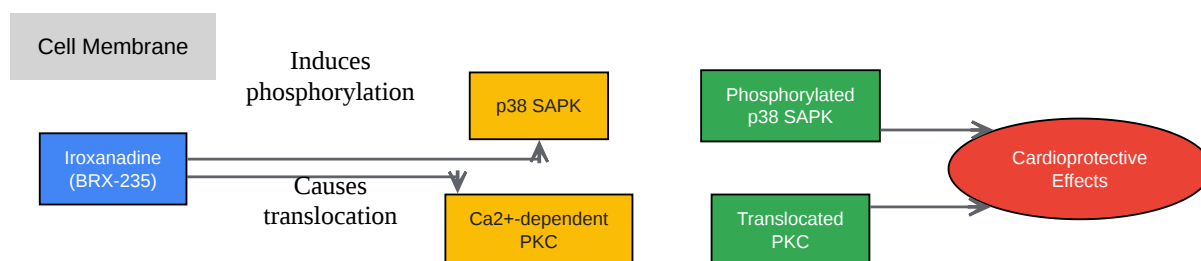 Cell Membrane
Induces
phosphorylation
p38 SAPK
Phosphorylated
p38 SAPK
Iroxanadine
(BRX-235)
Cardioprotective
Effects
Causes
translocation
Ca2+-dependent
PKC
Translocated
PKC